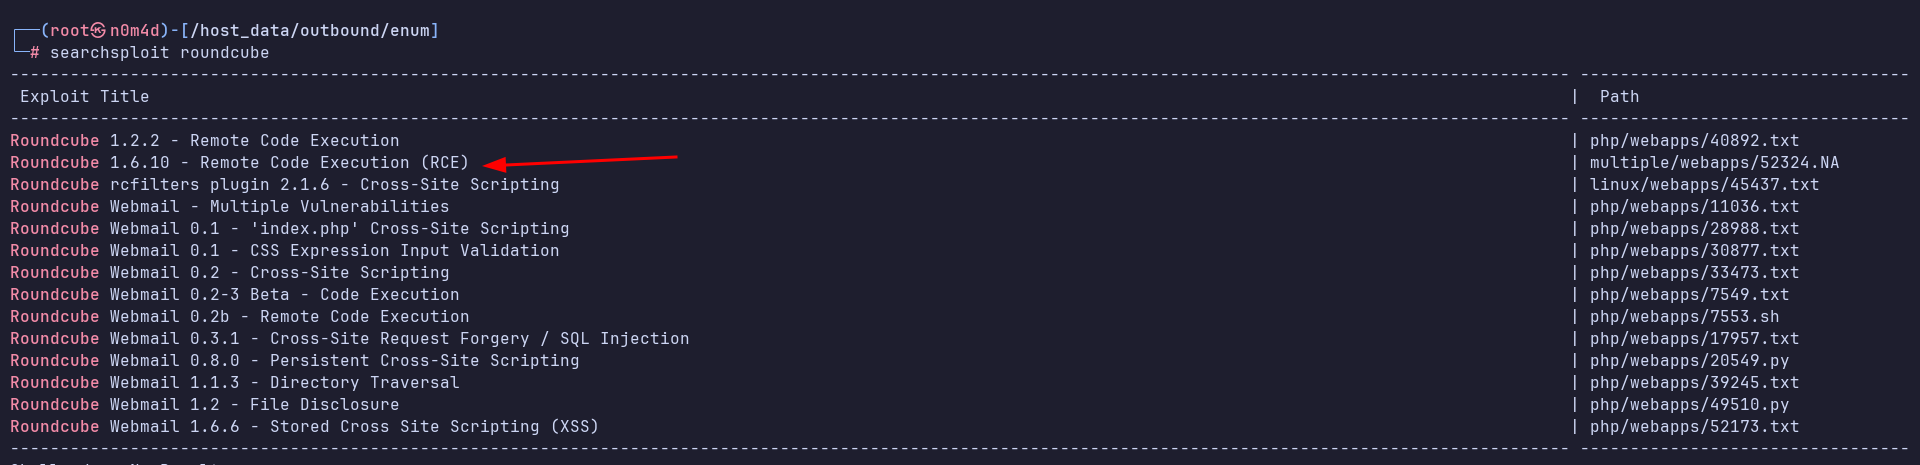 (root㉿n0m4d)-[/host_data/outbound/enum]
# searchsploit roundcube
Exploit Title | Path
Roundcube 1.2.2 - Remote Code Execution | php/webapps/40892.txt
Roundcube 1.6.10 - Remote Code Execution (RCE) | multiple/webapps/52324.NA
Roundcube rcfilters plugin 2.1.6 - Cross-Site Scripting | linux/webapps/45437.txt
Roundcube Webmail - Multiple Vulnerabilities | php/webapps/11036.txt
Roundcube Webmail 0.1 - 'index.php' Cross-Site Scripting | php/webapps/28988.txt
Roundcube Webmail 0.1 - CSS Expression Input Validation | php/webapps/30877.txt
Roundcube Webmail 0.2 - Cross-Site Scripting | php/webapps/33473.txt
Roundcube Webmail 0.2-3 Beta - Code Execution | php/webapps/7549.txt
Roundcube Webmail 0.2b - Remote Code Execution | php/webapps/7553.sh
Roundcube Webmail 0.3.1 - Cross-Site Request Forgery / SQL Injection | php/webapps/17957.txt
Roundcube Webmail 0.8.0 - Persistent Cross-Site Scripting | php/webapps/20549.py
Roundcube Webmail 1.1.3 - Directory Traversal | php/webapps/39245.txt
Roundcube Webmail 1.2 - File Disclosure | php/webapps/49510.py
Roundcube Webmail 1.6.6 - Stored Cross Site Scripting (XSS) | php/webapps/52173.txt